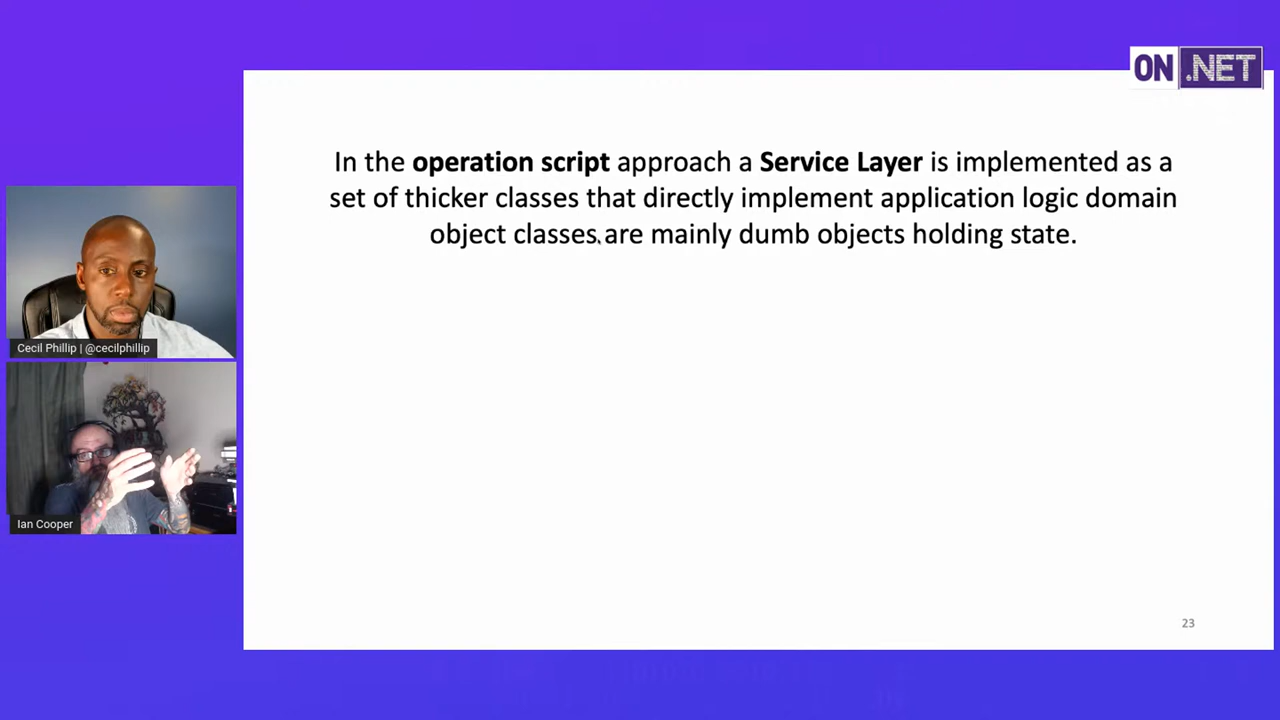 ON .NET
In the operation script approach a Service Layer is implemented as a
set of thicker classes that directly implement application logic domain
object classes are mainly dumb objects holding state.
Cecil Phillip | @cecilphillip
Ian Cooper
23